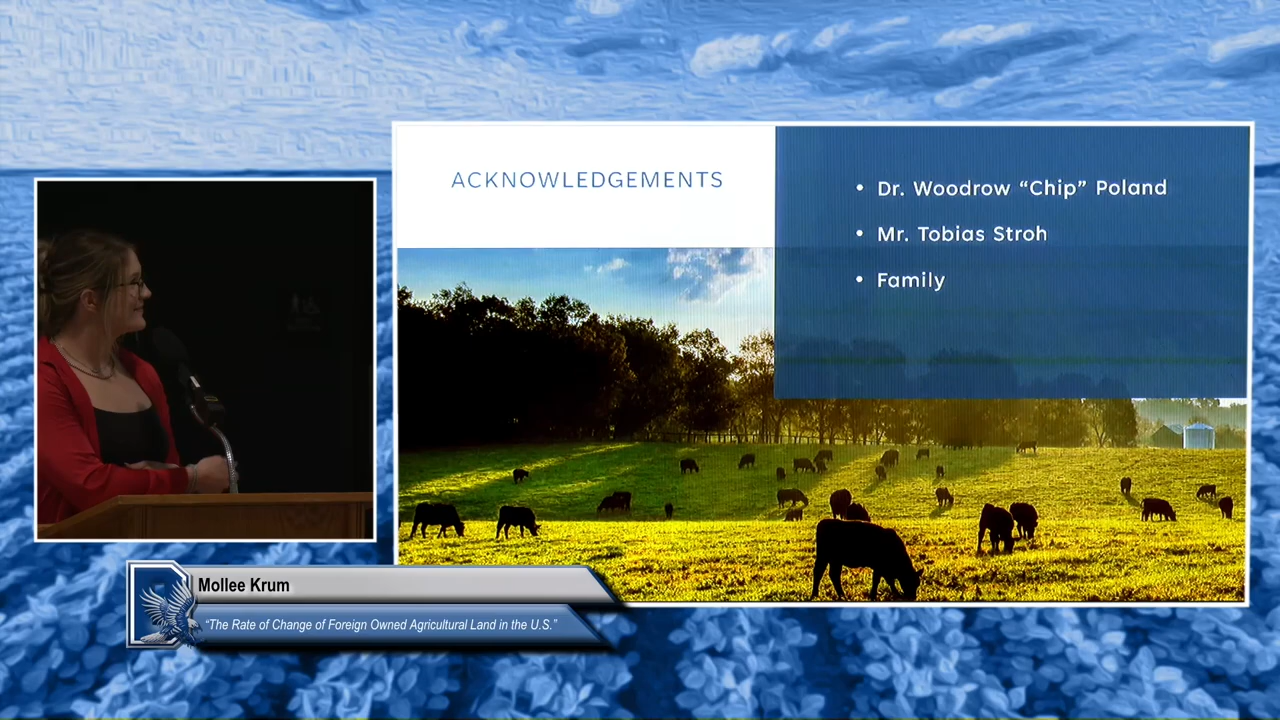 ACKNOWLEDGEMENTS
• Dr. Woodrow “Chip” Poland
• Mr. Tobias Stroh
• Family
Mollee Krum
“The Rate of Change of Foreign Owned Agricultural Land in the U.S.”